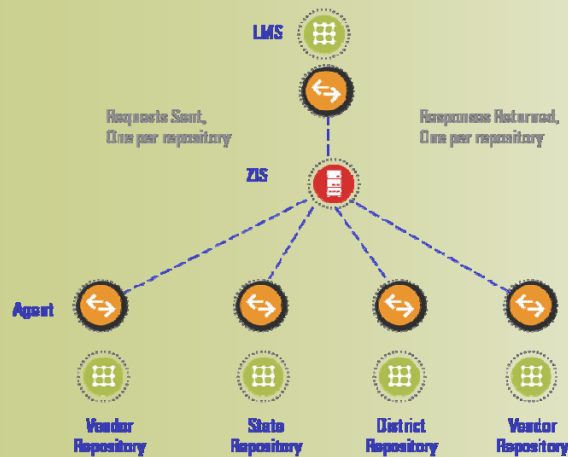 LMS
Requests Sent,
One per repository
Responses Returned,
One per repository
ZIS
Agent
Vendor
Repository
State
Repository
District
Repository
Vendor
Repository